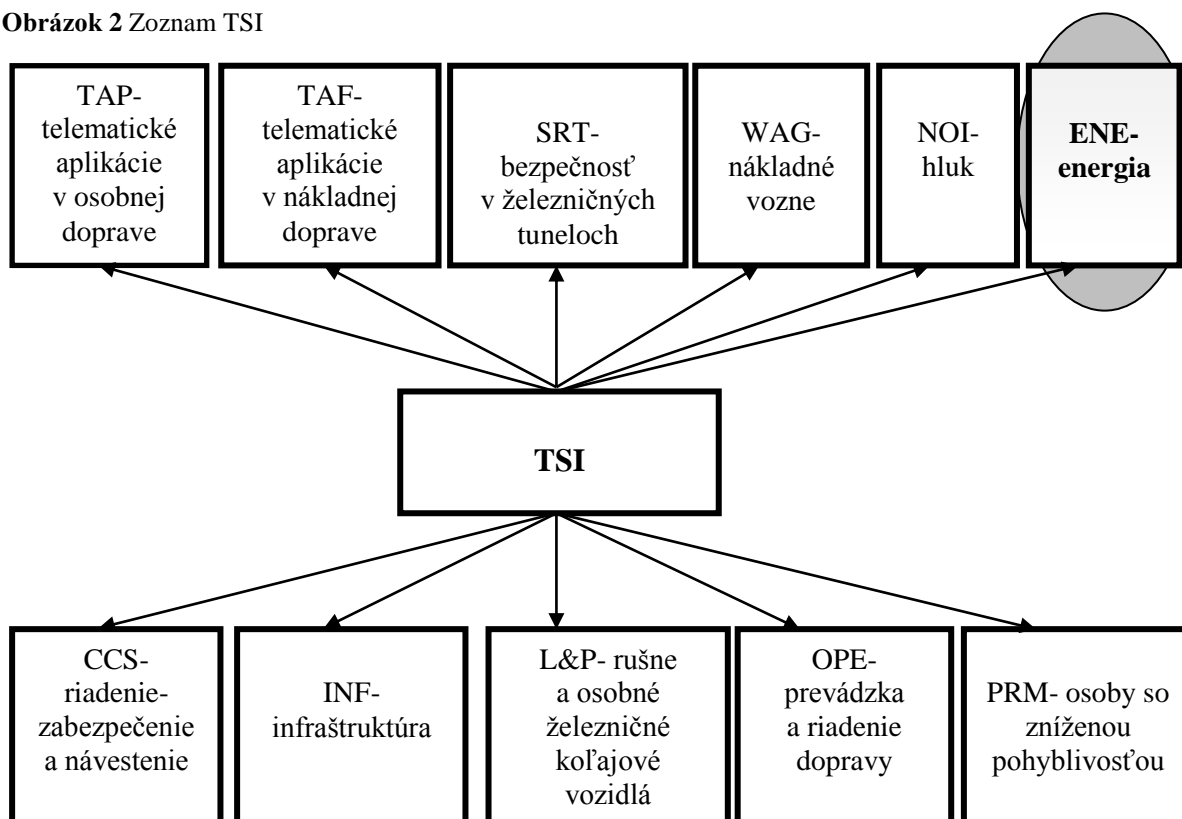 Obrázok 2 Zoznam TSI
TAP-
telematické
aplikácie
v osobnej
doprave
TAF-
telematické
aplikácie
v nákladnej
doprave
SRT-
bezpečnosť
v železničných
tuneloch
WAG-
nákladné
vozne
NOI-
hluk
ENE-
energia
TSI
CCS-
riadenie-
zabezpečenie
a návestenie
INF-
infraštruktúra
L&P- rušne
a osobné
železničné
koľajové
vozidlá
OPE-
prevádzka
a riadenie
dopravy
PRM- osoby so
zníženou
pohyblivosťou